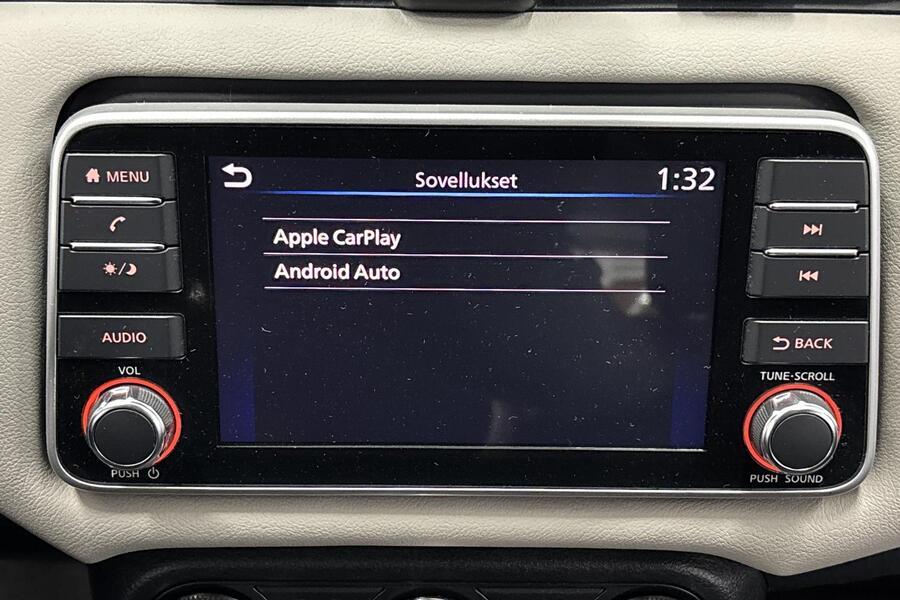 MENU
AUDIO
VOL
PUSH
Sovellukset
1:32
Apple CarPlay
Android Auto
BACK
TUNE·SCROLL
PUSH SOUND